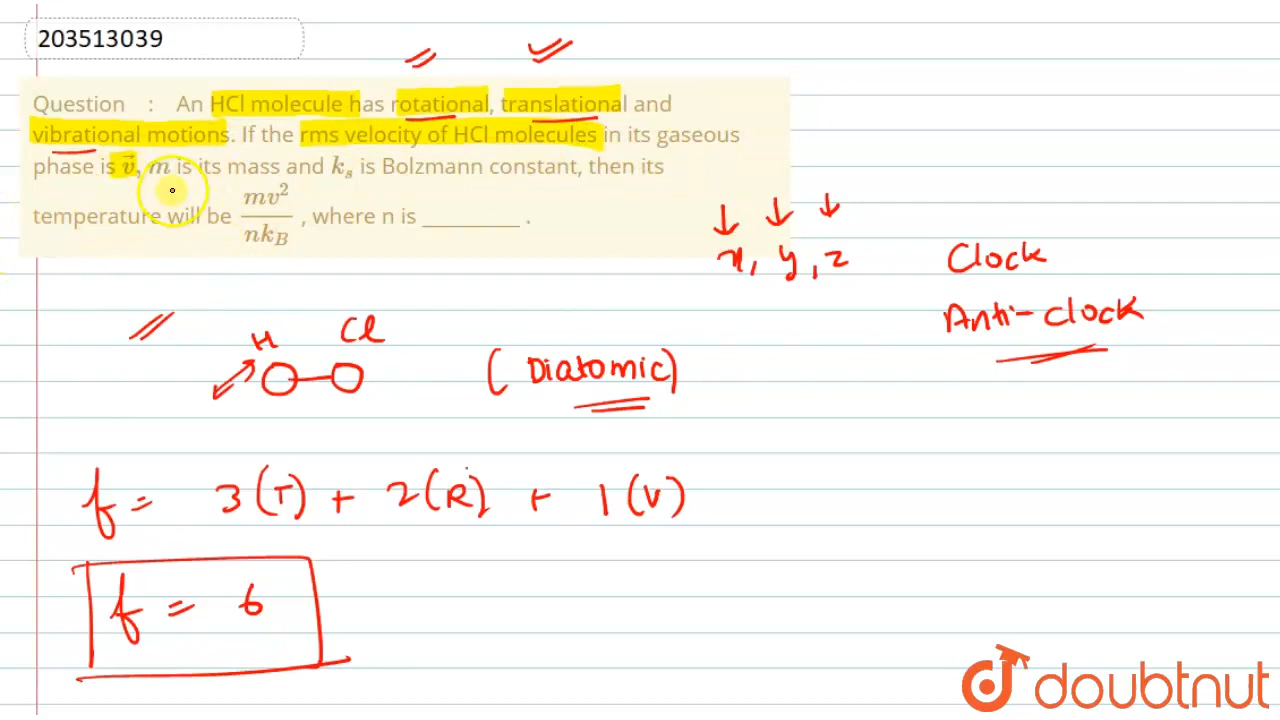 203513039
Question : An HCl molecule has rotational, translational and
vibrational motions. If the rms velocity of HCl molecules in its gaseous
phase is v⃗, m is its mass and kₛ is Bolzmann constant, then its
temperature will be mv²/nk_B , where n is _________ .
x, y, z
Clock
Anti-clock
H Cl
(Diatomic)
f = 3(T) + 2(R) + 1(V)
f = 6
doubtnut